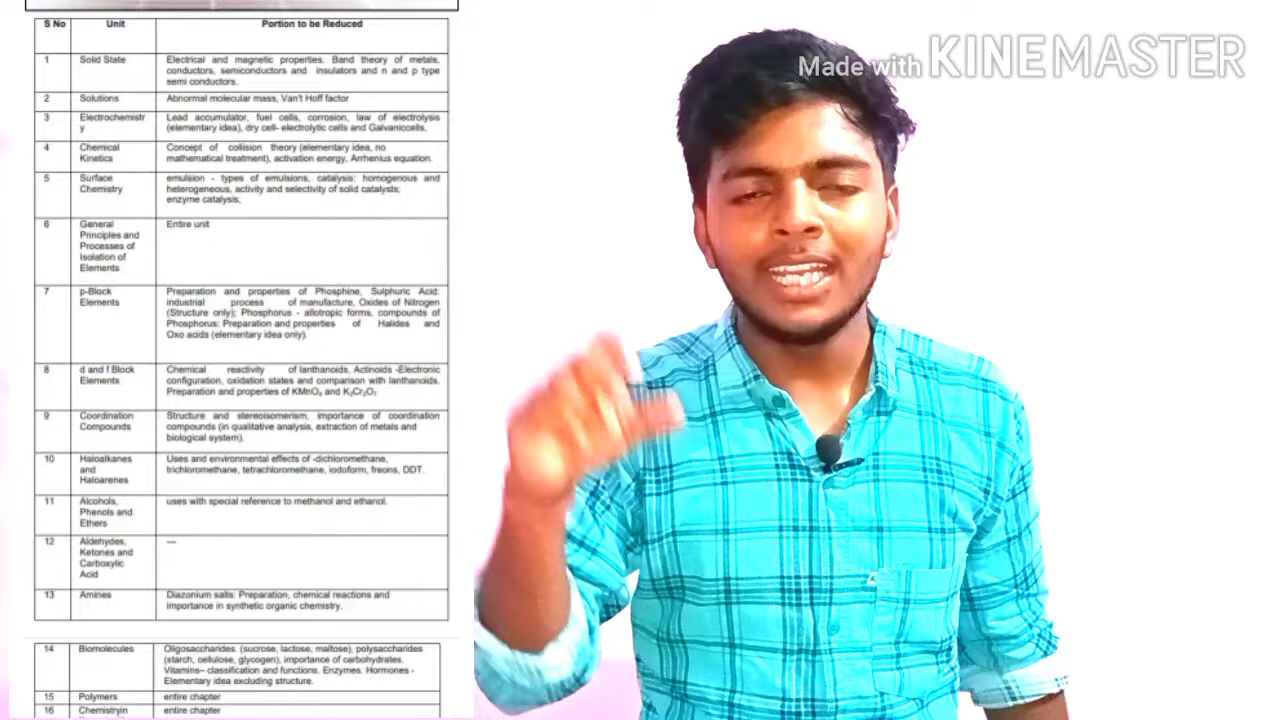 Made with KINEMASTER
S No Unit Portion to be Reduced
1 Solid State Electrical and magnetic properties. Band theory of metals,
conductors, semiconductors and insulators and n and p type
semi conductors.
2 Solutions Abnormal molecular mass, Van't Hoff factor
3 Electrochemistr Lead accumulator, fuel cells, corrosion, law of electrolysis
y (elementary idea), dry cell- electrolytic cells and Galvaniccells,
4 Chemical Concept of collision theory (elementary idea, no
Kinetics mathematical treatment), activation energy, Arrhenius equation.
5 Surface emulsion - types of emulsions, catalysis: homogenous and
Chemistry heterogeneous, activity and selectivity of solid catalysts;
enzyme catalysis,
6 General Entire unit
Principles and
Processes of
Isolation of
Elements
7 p-Block Preparation and properties of Phosphine, Sulphuric Acid:
Elements industrial process of manufacture, Oxides of Nitrogen
(Structure only); Phosphorus - allotropic forms, compounds of
Phosphorus: Preparation and properties of Halides and
Oxo acids (elementary idea only).
8 d and f Block Chemical reactivity of lanthanoids, Actinoids -Electronic
Elements configuration, oxidation states and comparison with lanthanoids.
Preparation and properties of KMnO₄ and K₂Cr₂O₇
9 Coordination Structure and stereoisomerism, importance of coordination
Compounds compounds (in qualitative analysis, extraction of metals and
biological system).
10 Haloalkanes Uses and environmental effects of -dichloromethane,
and trichloromethane, tetrachloromethane, iodoform, freons, DDT.
Haloarenes
11 Alcohols, uses with special reference to methanol and ethanol.
Phenols and
Ethers
12 Aldehydes, —
Ketones and
Carboxylic
Acid
13 Amines Diazonium salts: Preparation, chemical reactions and
importance in synthetic organic chemistry.
14 Biomolecules Oligosaccharides (sucrose, lactose, maltose), polysaccharides
(starch, cellulose, glycogen), importance of carbohydrates.
Vitamins– classification and functions. Enzymes. Hormones -
Elementary idea excluding structure.
15 Polymers entire chapter
16 Chemistryin entire chapter